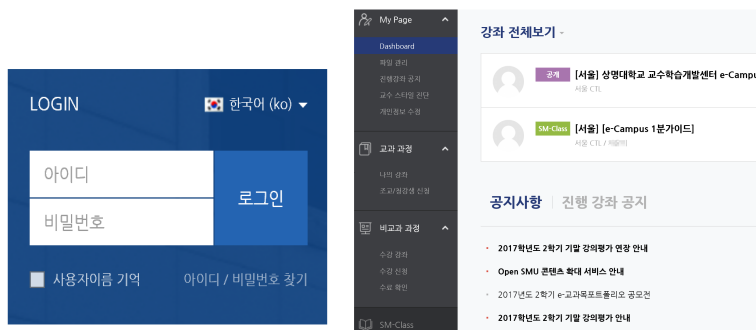 LOGIN
한국어 (ko)
아이디
비밀번호
로그인
사용자이름 기억
아이디 / 비밀번호 찾기
My Page
Dashboard
파일 관리
진행강좌 공지
교수 스타일 진단
개인정보 수정
교과 과정
나의 강좌
조교/청강생 신청
비교과 과정
수강 강좌
수강 신청
수료 확인
SM-Class
강좌 전체보기 -
공개 [서울] 상명대학교 교수학습개발센터 e-Campu
서울 CTL
SM-Class [서울] [e-Campus 1분가이드]
서울 CTL /
공지사항 진행 강좌 공지
2017학년도 2학기 기말 강의평가 연장 안내
Open SMU 콘텐츠 확대 서비스 안내
2017학년도 2학기 e-교과목포트폴리오 공모전
2017학년도 2학기 기말 강의평가 안내